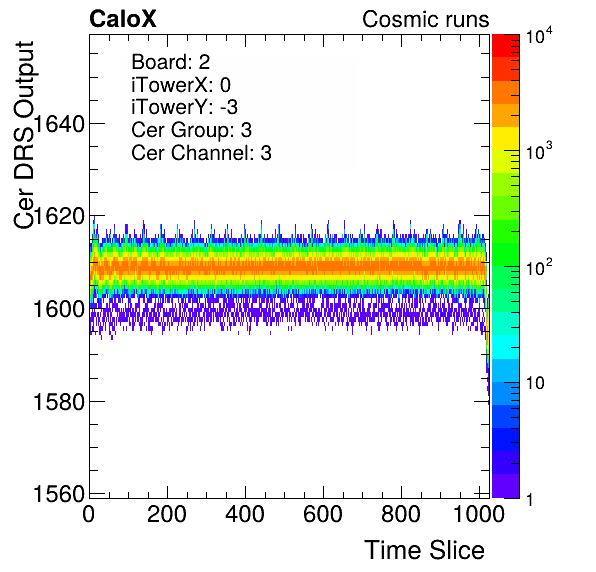 CaloX Cosmic runs
Board: 2
iTowerX: 0
iTowerY: -3
Cer Group: 3
Cer Channel: 3
Cer DRS Output
1640
1620
1600
1580
1560
0 200 400 600 800 1000
Time Slice
10^4
10^3
10^2
10
1